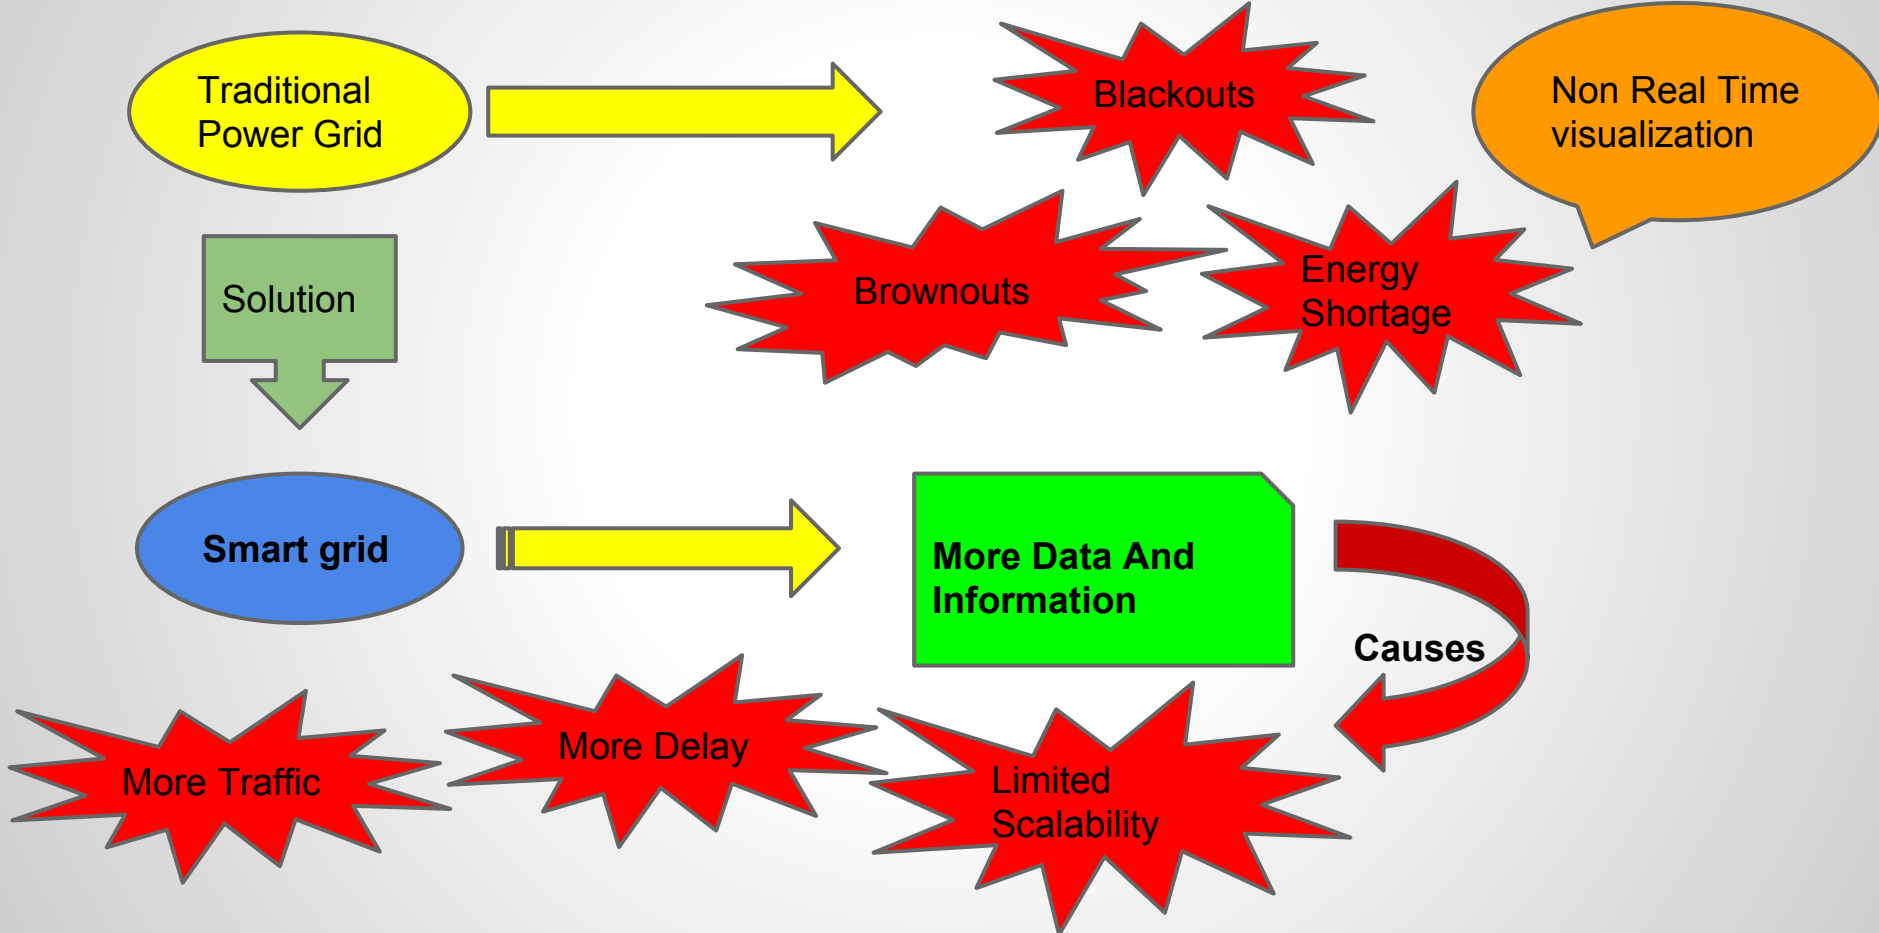 Traditional
Power Grid
Blackouts
Non Real Time
visualization
Brownouts
Energy
Shortage
Solution
Smart grid
More Data And
Information
Causes
More Traffic
More Delay
Limited
Scalability